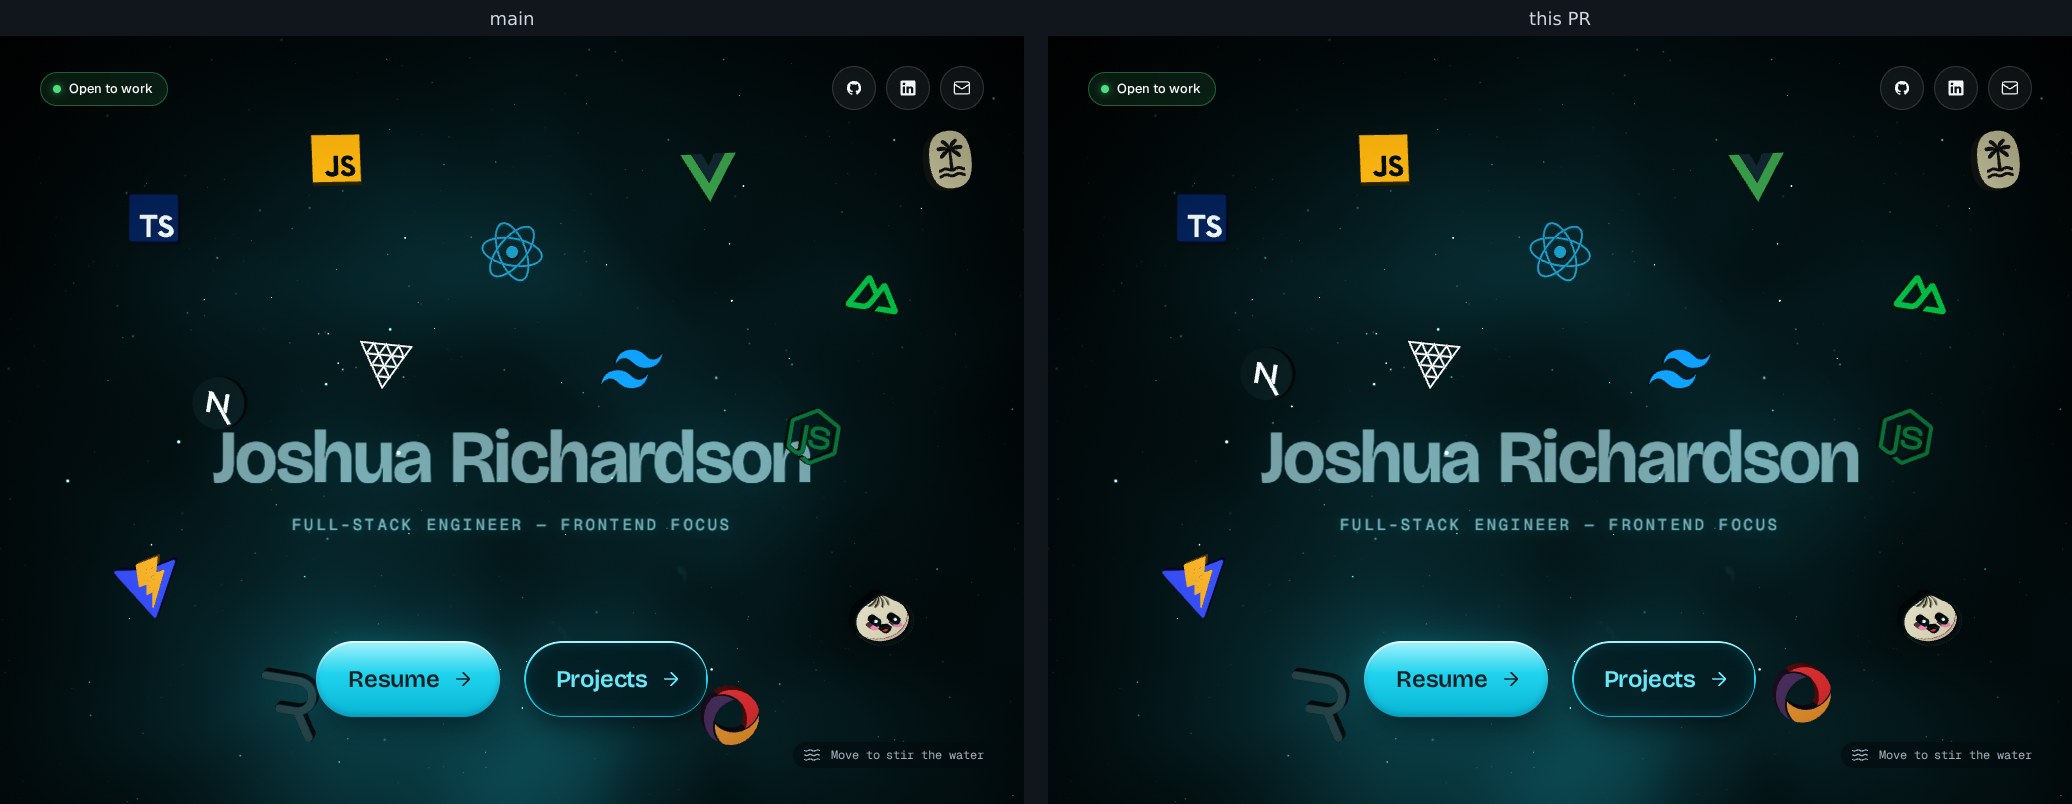 main
this PR
Open to work
JS
TS
N
Joshua Richardson
JS
FULL-STACK ENGINEER — FRONTEND FOCUS
Resume →
Projects →
Move to stir the water
Open to work
JS
TS
N
Joshua Richardson
JS
FULL-STACK ENGINEER — FRONTEND FOCUS
Resume →
Projects →
Move to stir the water